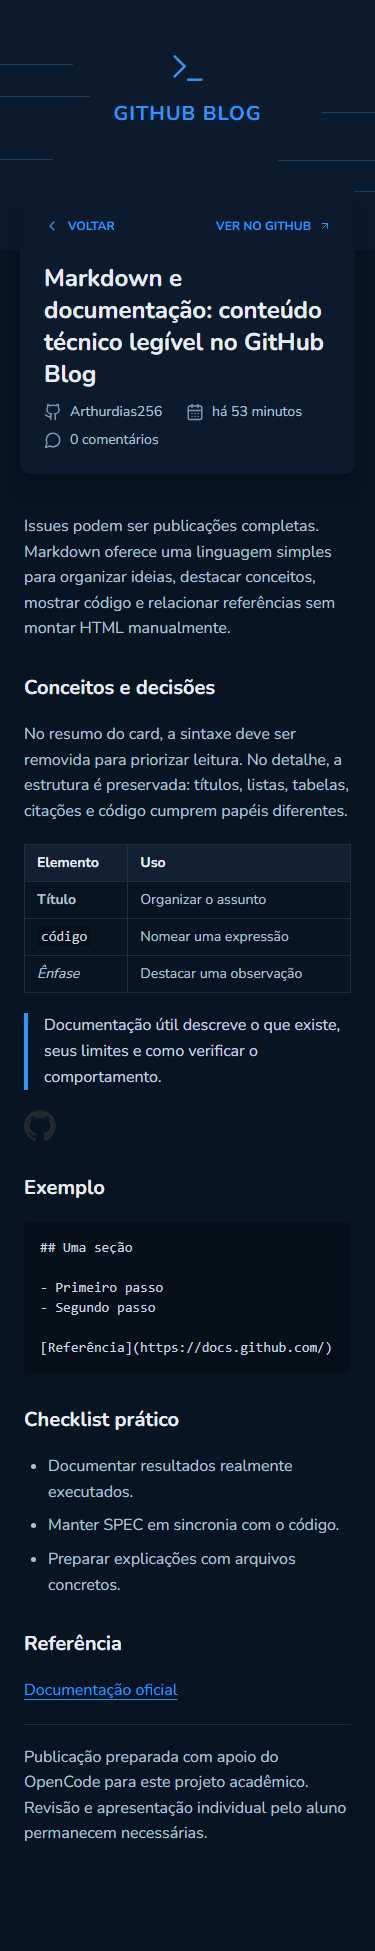 GITHUB BLOG
VOLTAR
VER NO GITHUB
Markdown e
documentação: conteúdo
técnico legível no GitHub
Blog
Arthurdias256
há 53 minutos
0 comentários
Issues podem ser publicações completas.
Markdown oferece uma linguagem simples
para organizar ideias, destacar conceitos,
mostrar código e relacionar referências sem
montar HTML manualmente.
Conceitos e decisões
No resumo do card, a sintaxe deve ser
removida para priorizar leitura. No detalhe, a
estrutura é preservada: títulos, listas, tabelas,
citações e código cumprem papéis diferentes.
Elemento Uso
Título Organizar o assunto
código Nomear uma expressão
Ênfase Destacar uma observação
Documentação útil descreve o que existe,
seus limites e como verificar o
comportamento.
Exemplo
## Uma seção
- Primeiro passo
- Segundo passo
[Referência](https://docs.github.com/)
Checklist prático
• Documentar resultados realmente
executados.
• Manter SPEC em sincronia com o código.
• Preparar explicações com arquivos
concretos.
Referência
Documentação oficial
Publicação preparada com apoio do
OpenCode para este projeto acadêmico.
Revisão e apresentação individual pelo aluno
permanecem necessárias.